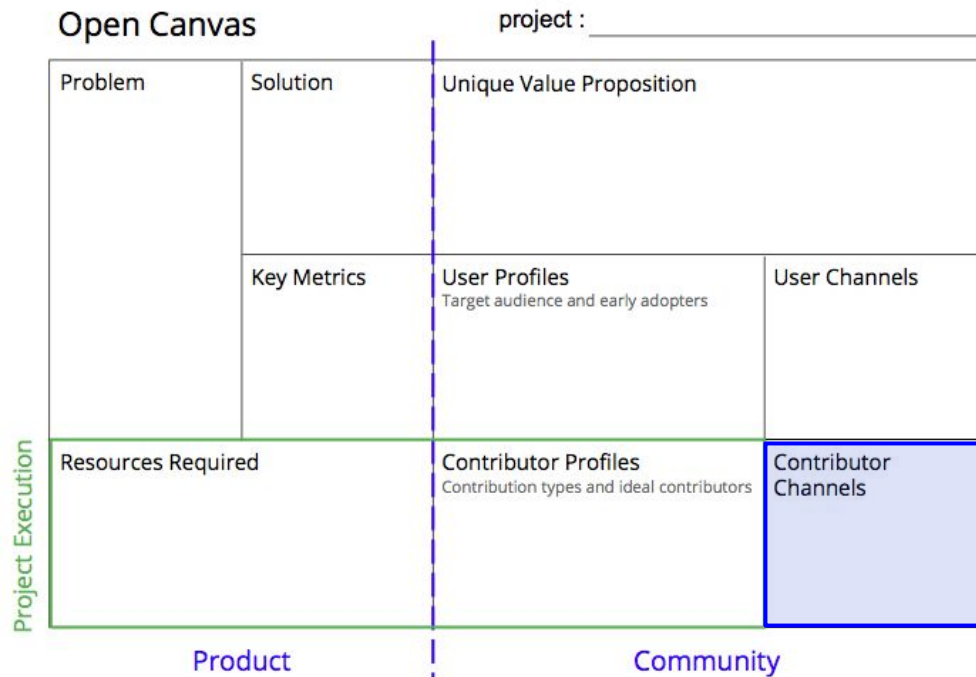 Open Canvas
project :
Problem
Solution
Unique Value Proposition
Key Metrics
User Profiles
Target audience and early adopters
User Channels
Project Execution
Resources Required
Contributor Profiles
Contribution types and ideal contributors
Contributor
Channels
Product
Community